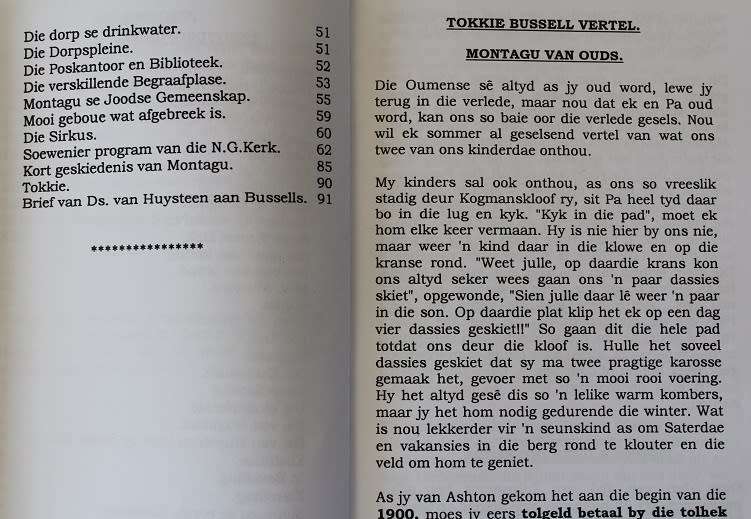 Die dorp se drinkwater. 51
Die Dorpspleine. 51
Die Poskantoor en Biblioteek. 52
Die verskillende Begraafplase. 53
Montagu se Joodse Gemeenskap. 55
Mooi geboue wat afgebreek is. 59
Die Sirkus. 60
Soewenier program van die N.G.Kerk. 62
Kort geskiedenis van Montagu. 85
Tokkie. 90
Brief van Ds. van Huysteen aan Bussells. 91
****************
TOKKIE BUSSELL VERTEL.
MONTAGU VAN OUDS.
Die Oumense sê altyd as jy oud word, lewe jy
terug in die verlede, maar nou dat ek en Pa oud
word, kan ons so baie oor die verlede gesels. Nou
wil ek sommer al geselsend vertel van wat ons
twee van ons kinderdae onthou.
My kinders sal ook onthou, as ons so vreeslik
stadig deur Kogmanskloof ry, sit Pa heel tyd daar
bo in die lug en kyk. "Kyk in die pad", moet ek
hom elke keer vermaan. Hy is nie hier by ons nie,
maar weer 'n kind daar in die klowe en op die
kranse rond. "Weet julle, op daardie krans kon
ons altyd seker wees gaan ons 'n paar dassies
skiet", opgewonde, "Sien julle daar lê weer 'n paar
in die son. Op daardie plat klip het ek op een dag
vier dassies geskiet!!" So gaan dit die hele pad
totdat ons deur die kloof is. Hulle het soveel
dassies geskiet dat sy ma twee pragtige karosse
gemaak het, gevoer met so 'n mooi rooi voering.
Hy het altyd gesê dis so 'n lelike warm kombers,
maar jy het hom nodig gedurende die winter. Wat
is nou lekkerder vir 'n seunskind as om Saterdae
en vakansies in die berg rond te klouter en die
veld om hom te geniet.
As jy van Ashton gekom het aan die begin van die
1900, moes jy eers tolgeld betaal by die tolhek